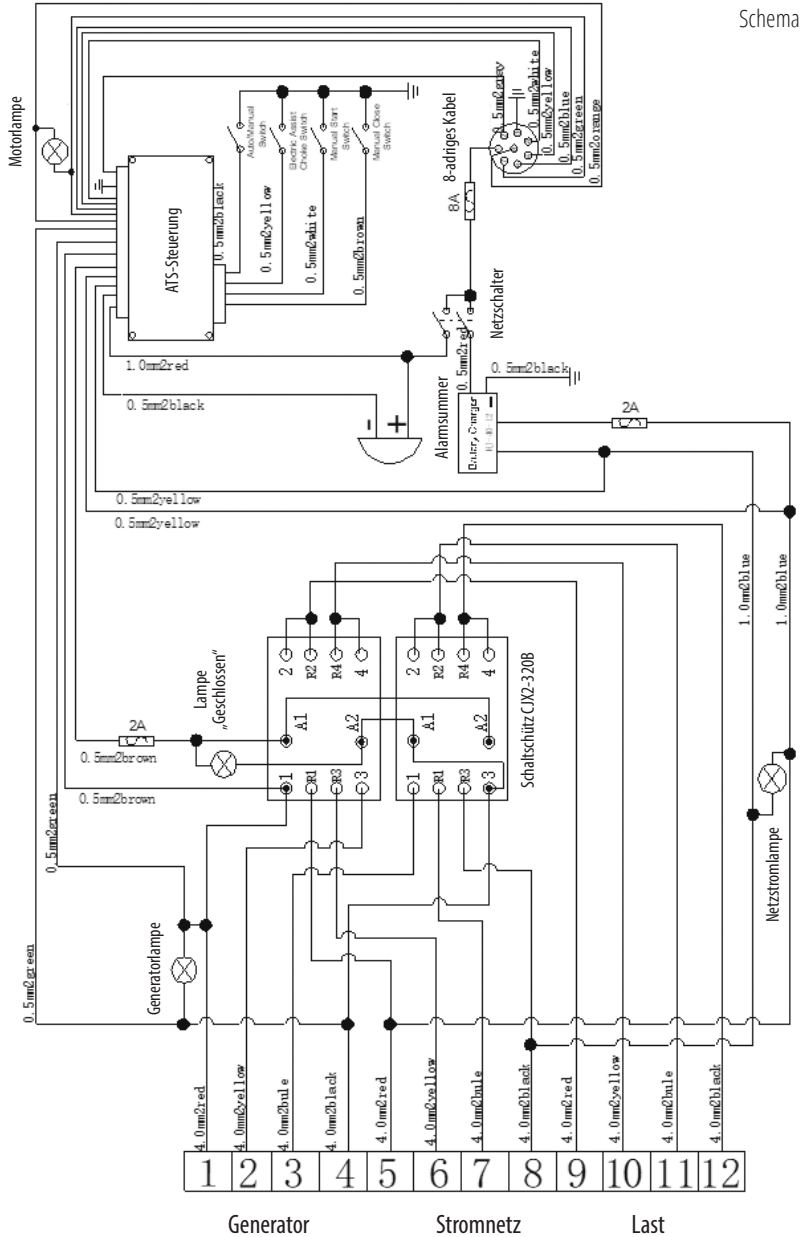 Schema
Motorlampe
ATS-Steuerung
0.5mm2black
Auto/Manual
Switch
Electric Assist
Choke Switch
Manual Start
Switch
Manual Close
Switch
0.5mm2yellow
0.5mm2white
0.5mm2brown
8-adriges Kabel
8A
0.5mm2gray
0.5mm2white
0.5mm2yellow
0.5mm2blue
0.5mm2green
0.5mm2orange
Netzschalter
1.0mm2red
0.5mm2black
- +
Alarmsummer
0.5mm2red
0.5mm2black
Charger
2A
0.5mm2yellow
0.5mm2yellow
1.0mm2blue
1.0mm2blue
Lampe
„Geschlossen“
2A
0.5mm2brown
0.5mm2brown
2 R2 R4 4
A1 A2
1 R1 R3 3
2 R2 R4 4
A1 A2
1 R1 R3 3
Schaltschütz CJX2-320B
0.5mm2green
0.5mm2green
Generatorlampe
Netzstromlampe
4.0mm2red
4.0mm2yellow
4.0mm2bule
4.0mm2black
4.0mm2red
4.0mm2yellow
4.0mm2bule
4.0mm2black
4.0mm2red
4.0mm2yellow
4.0mm2bule
4.0mm2black
1 2 3 4 5 6 7 8 9 10 11 12
Generator Stromnetz Last